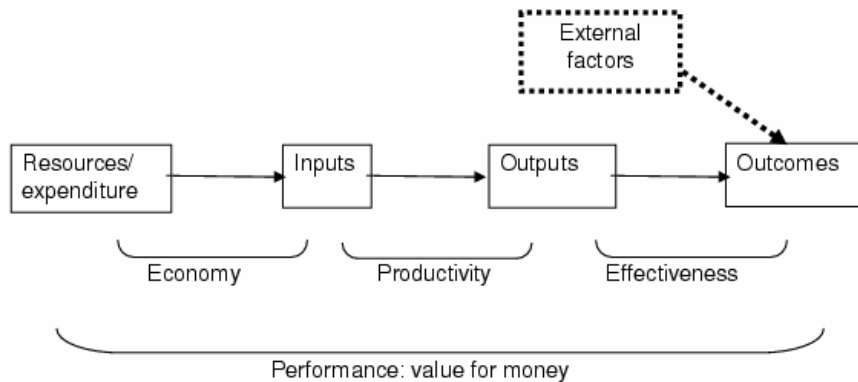 External
factors
Resources/
expenditure
Inputs
Outputs
Outcomes
Economy
Productivity
Effectiveness
Performance: value for money